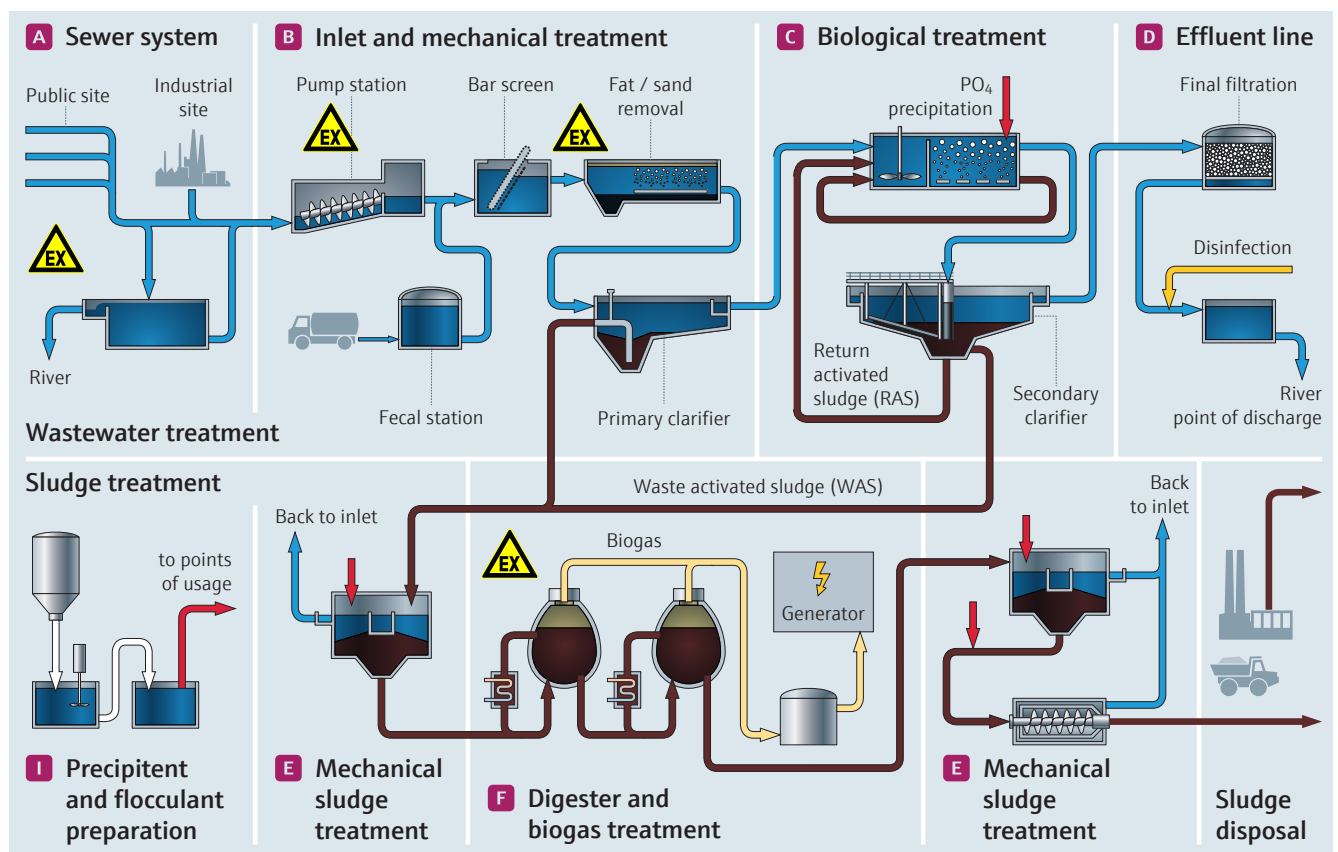 A Sewer system
Public site
Industrial
site
EX
River
Wastewater treatment
B Inlet and mechanical treatment
Pump station
EX
Bar screen
EX
Fat / sand
removal
Fecal station
Primary clarifier
C Biological treatment
PO4
precipitation
Return
activated
sludge (RAS)
Secondary
clarifier
D Effluent line
Final filtration
Disinfection
River
point of discharge
Sludge treatment
to points
of usage
I Precipitent
and flocculant
preparation
Back to inlet
E Mechanical
sludge
treatment
Waste activated sludge (WAS)
EX
Biogas
Generator
F Digester and
biogas treatment
Back
to inlet
E Mechanical
sludge
treatment
Sludge
disposal